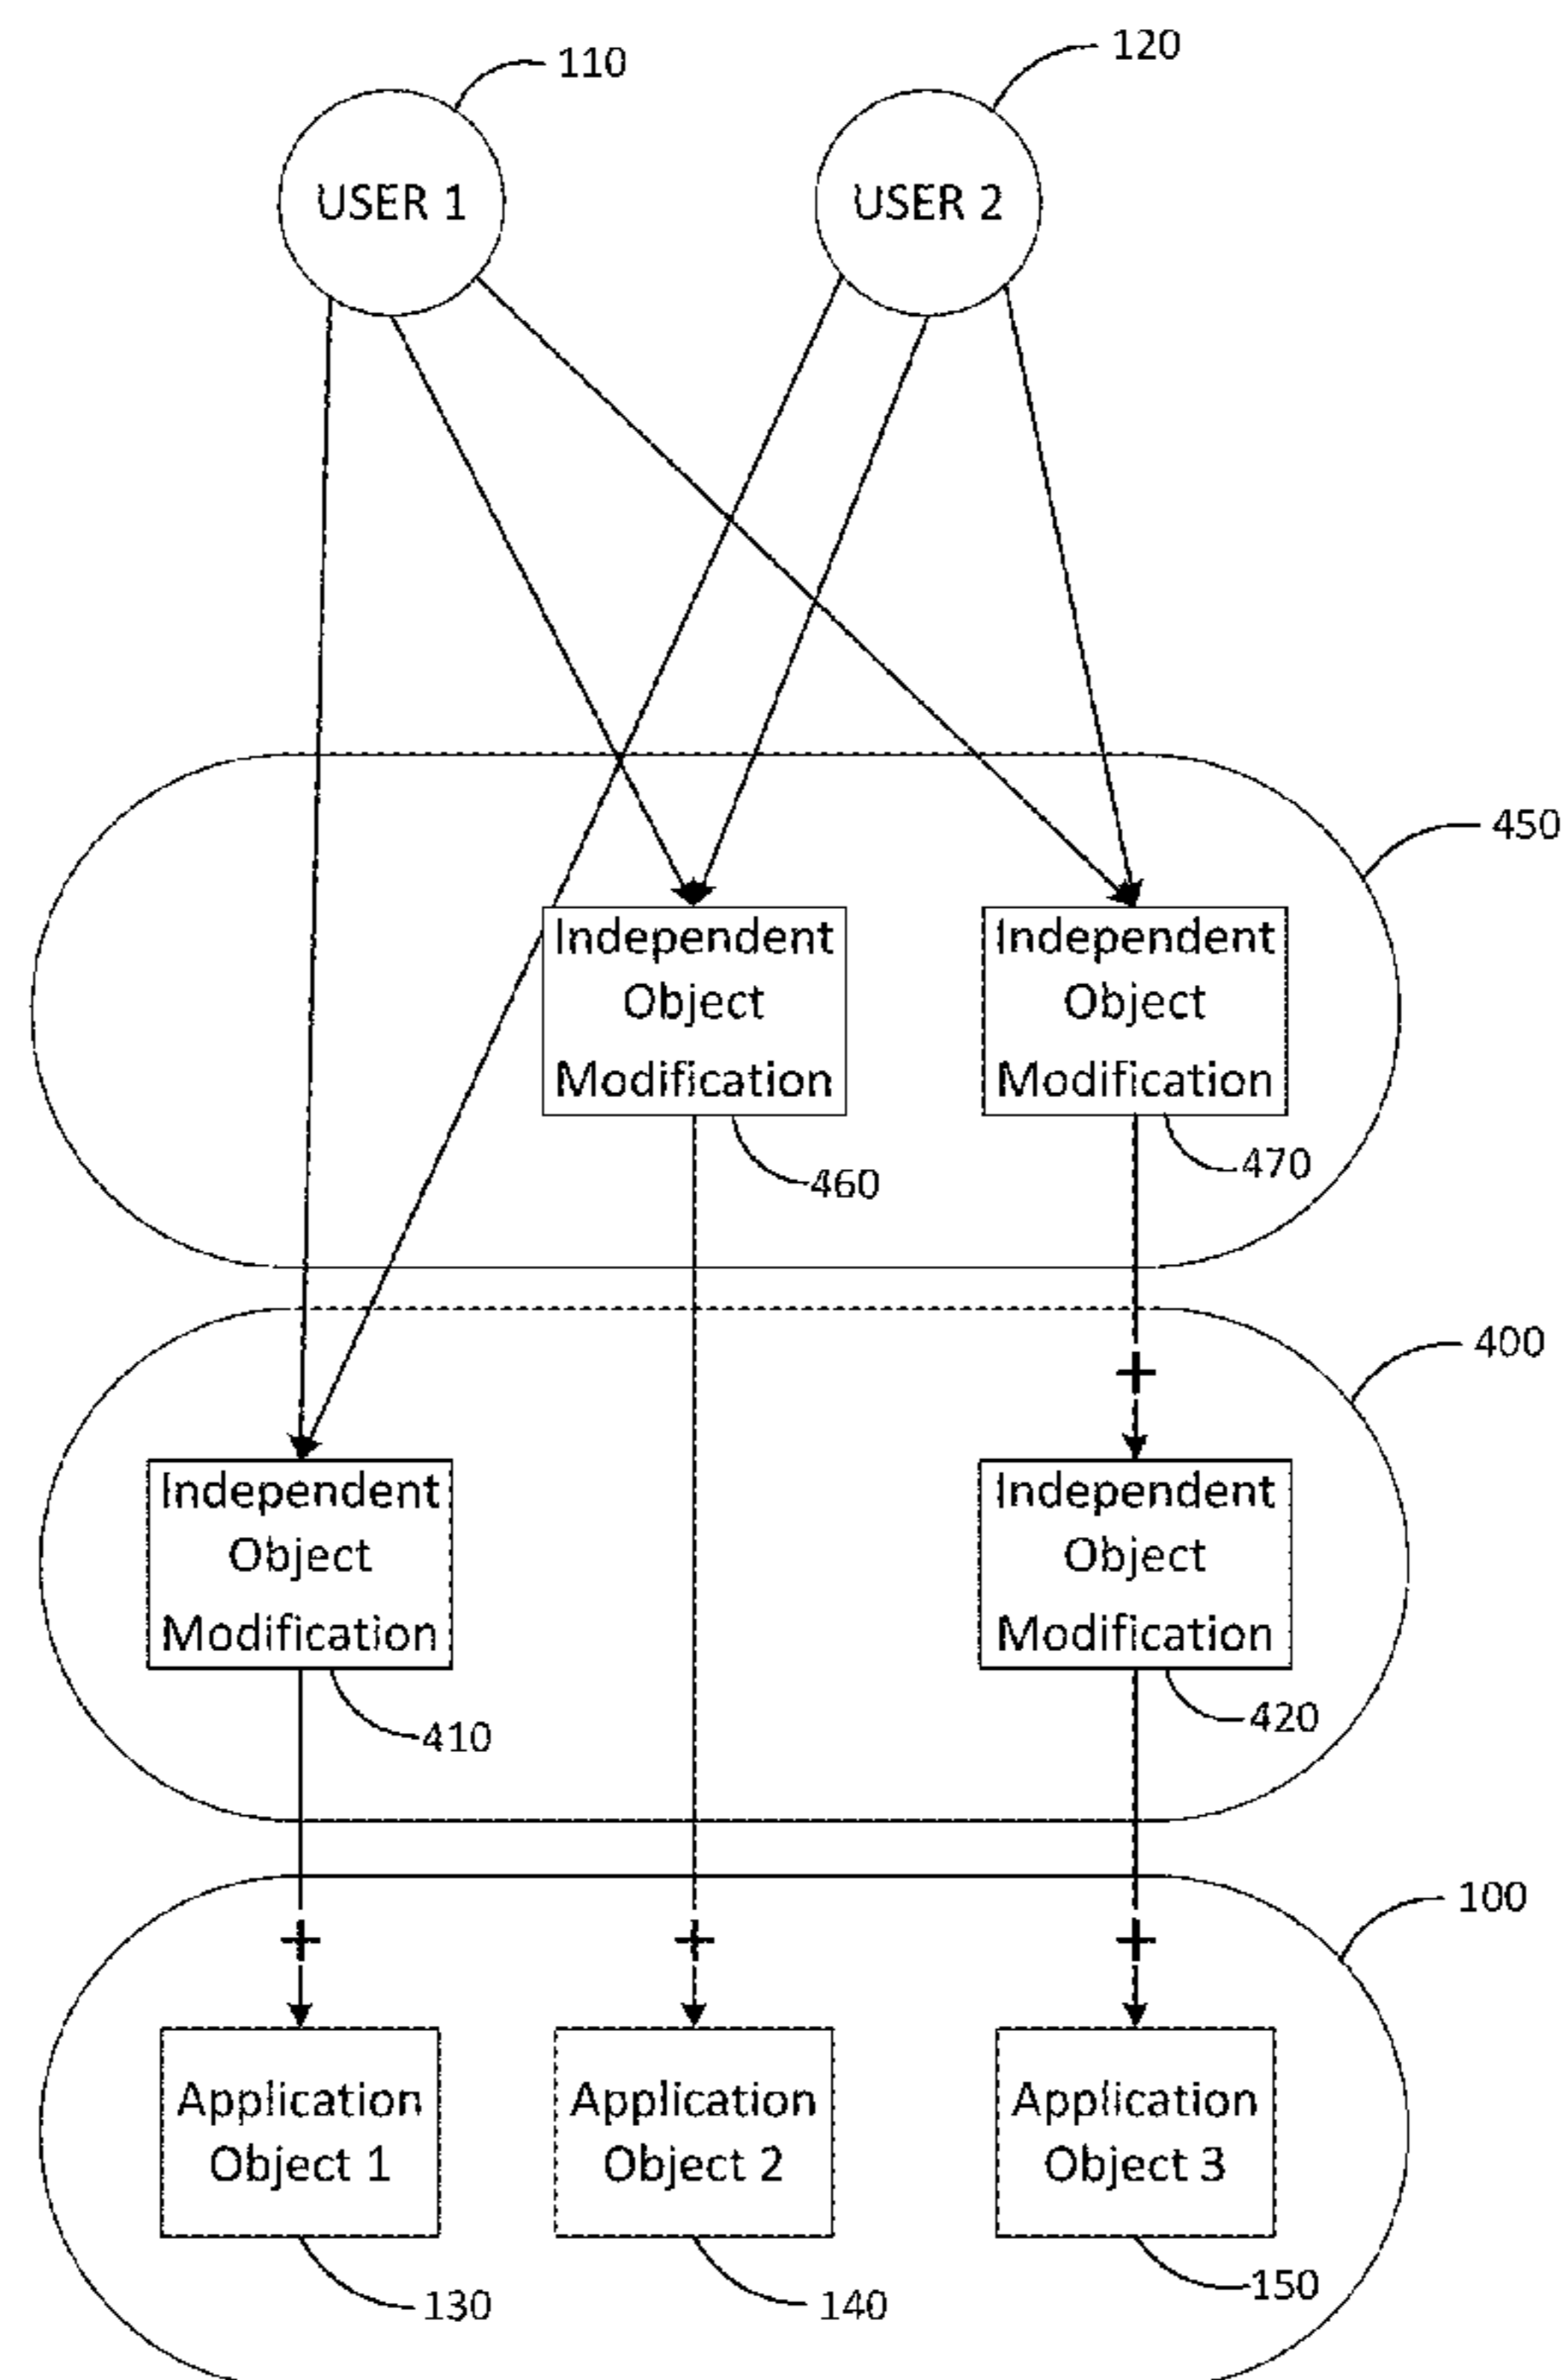 110
120
USER 1
USER 2
450
Independent
Object
Modification
Independent
Object
Modification
460
470
400
Independent
Object
Modification
Independent
Object
Modification
410
420
100
Application
Object 1
Application
Object 2
Application
Object 3
130
140
150